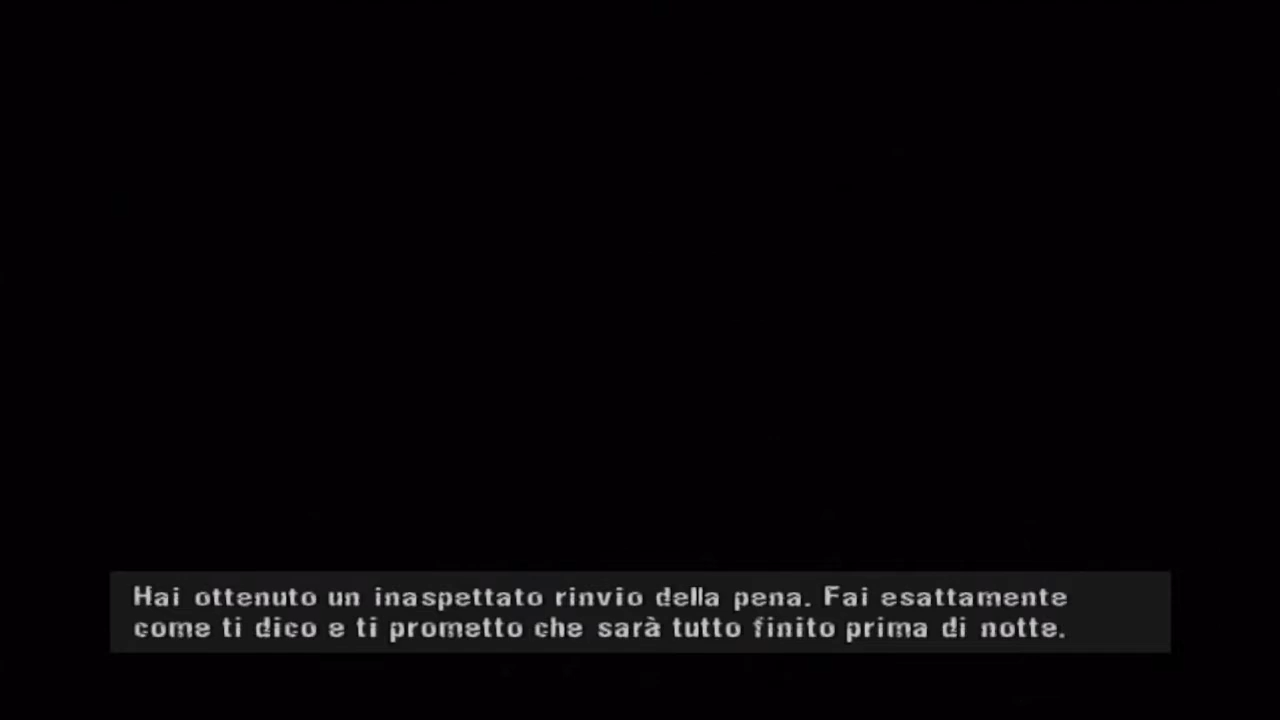 Hai ottenuto un inaspettato rinvio della pena. Fai esattamente
come ti dico e ti prometto che sarà tutto finito prima di notte.